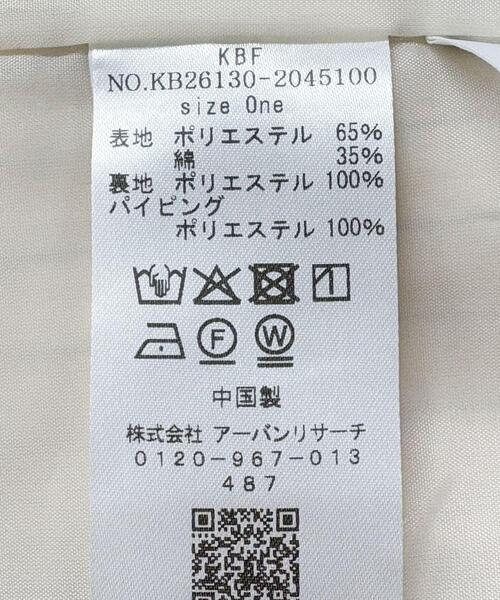 KBF
NO.KB26130-2045100
size One
表地 ポリエステル 65%
綿 35%
裏地 ポリエステル 100%
パイピング
ポリエステル 100%
F W
中国製
株式会社 アーバンリサーチ
0120-967-013
487